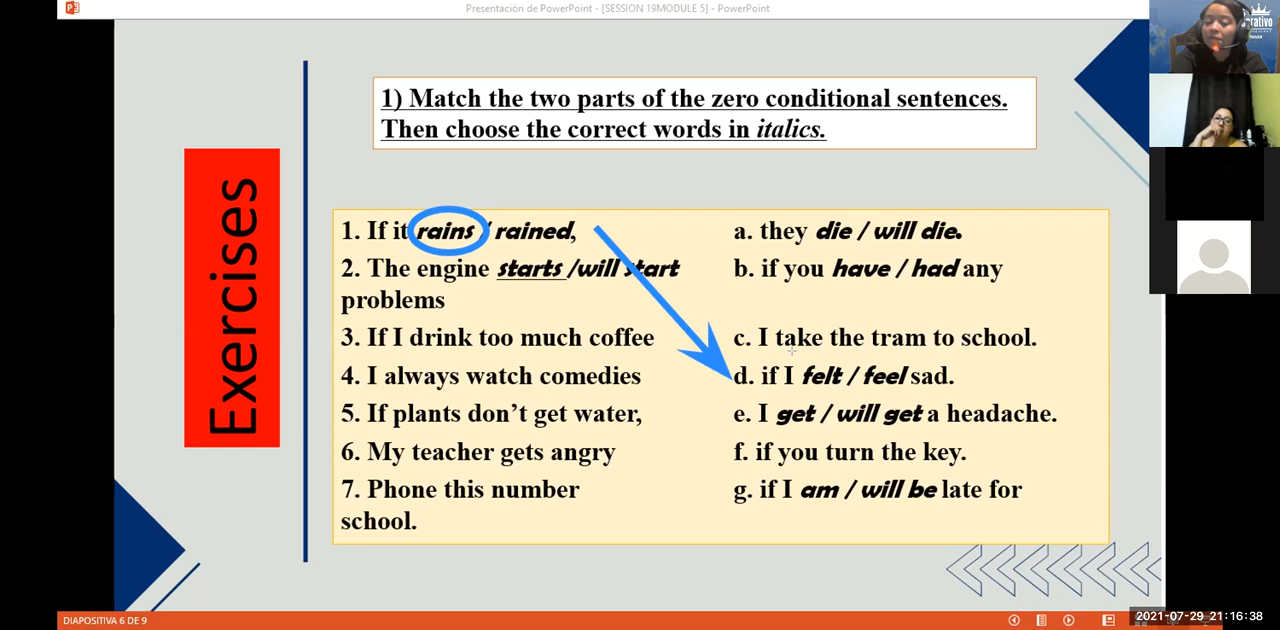 Presentación de PowerPoint - [SESSION 19MODULE 5] - PowerPoint
1) Match the two parts of the zero conditional sentences.
Then choose the correct words in italics.
Exercises
1. If it rains / rained,
a. they die / will die.
2. The engine starts /will start
b. if you have / had any
problems
3. If I drink too much coffee
c. I take the tram to school.
4. I always watch comedies
d. if I felt / feel sad.
5. If plants don’t get water,
e. I get / will get a headache.
6. My teacher gets angry
f. if you turn the key.
7. Phone this number
g. if I am / will be late for
school.
DIAPOSITIVA 6 DE 9
2021-07-29 21:16:38